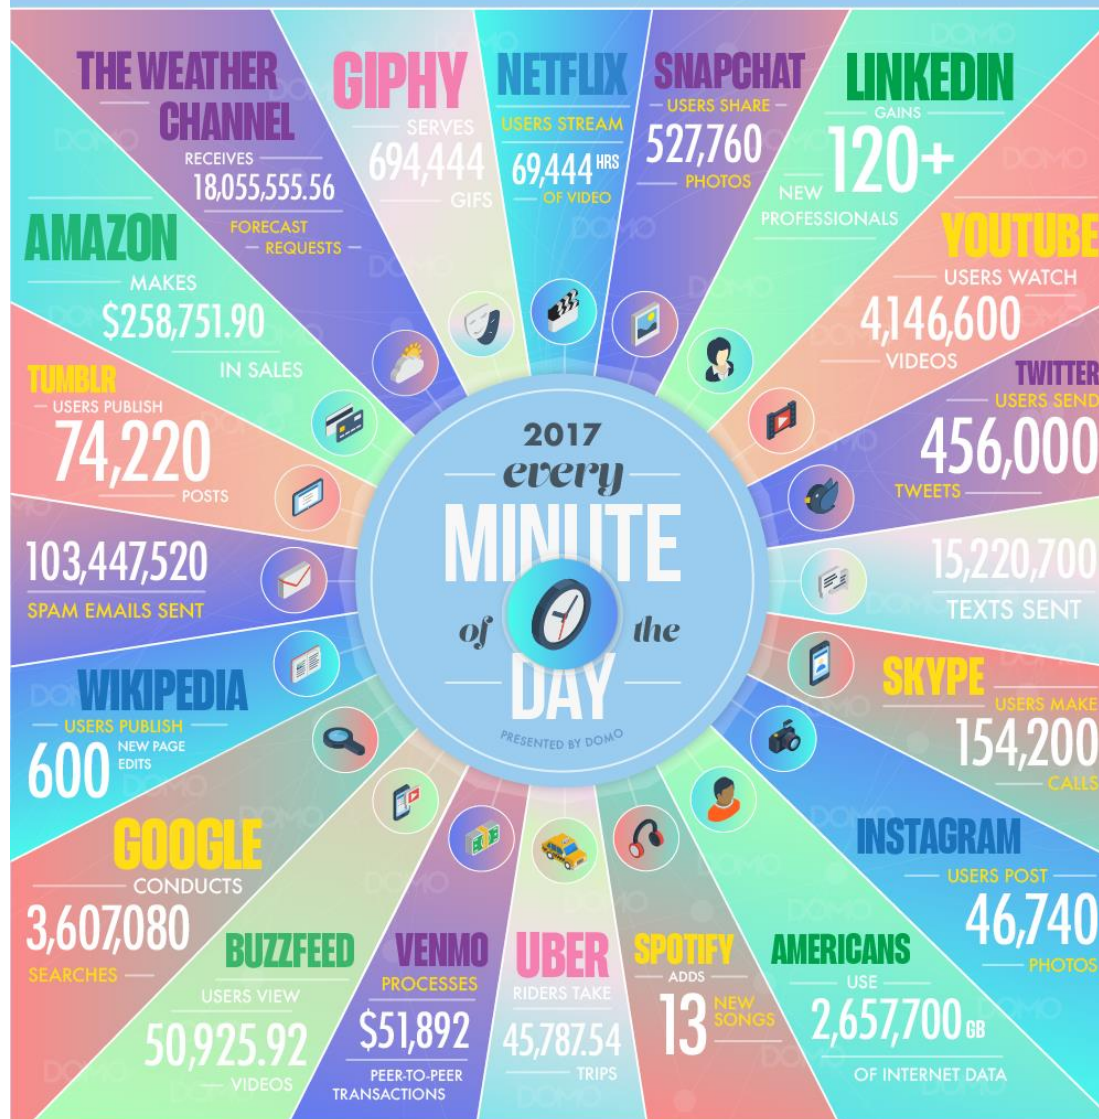 THE WEATHER
CHANNEL
RECEIVES
18,055,555.56
FORECAST
REQUESTS
GIPHY
SERVES
694,444
GIFS
NETFLIX
USERS STREAM
69,444 HRS
OF VIDEO
SNAPCHAT
USERS SHARE
527,760
PHOTOS
LINKEDIN
GAINS
120+
NEW
PROFESSIONALS
YOUTUBE
USERS WATCH
4,146,600
VIDEOS
TWITTER
USERS SEND
456,000
TWEETS
15,220,700
TEXTS SENT
SKYPE
USERS MAKE
154,200
CALLS
INSTAGRAM
USERS POST
46,740
PHOTOS
AMERICANS
USE
2,657,700 GB
OF INTERNET DATA
SPOTIFY
ADDS
13 NEW
SONGS
UBER
RIDERS TAKE
45,787.54
TRIPS
VENMO
PROCESSES
$51,892
PEER-TO-PEER
TRANSACTIONS
BUZZFEED
USERS VIEW
50,925.92
VIDEOS
GOOGLE
CONDUCTS
3,607,080
SEARCHES
WIKIPEDIA
USERS PUBLISH
600 NEW PAGE
EDITS
103,447,520
SPAM EMAILS SENT
TUMBLR
USERS PUBLISH
74,220
POSTS
AMAZON
MAKES
$258,751.90
IN SALES
2017
every
MINUTE
of the
DAY
PRESENTED BY DOMO
DOMO